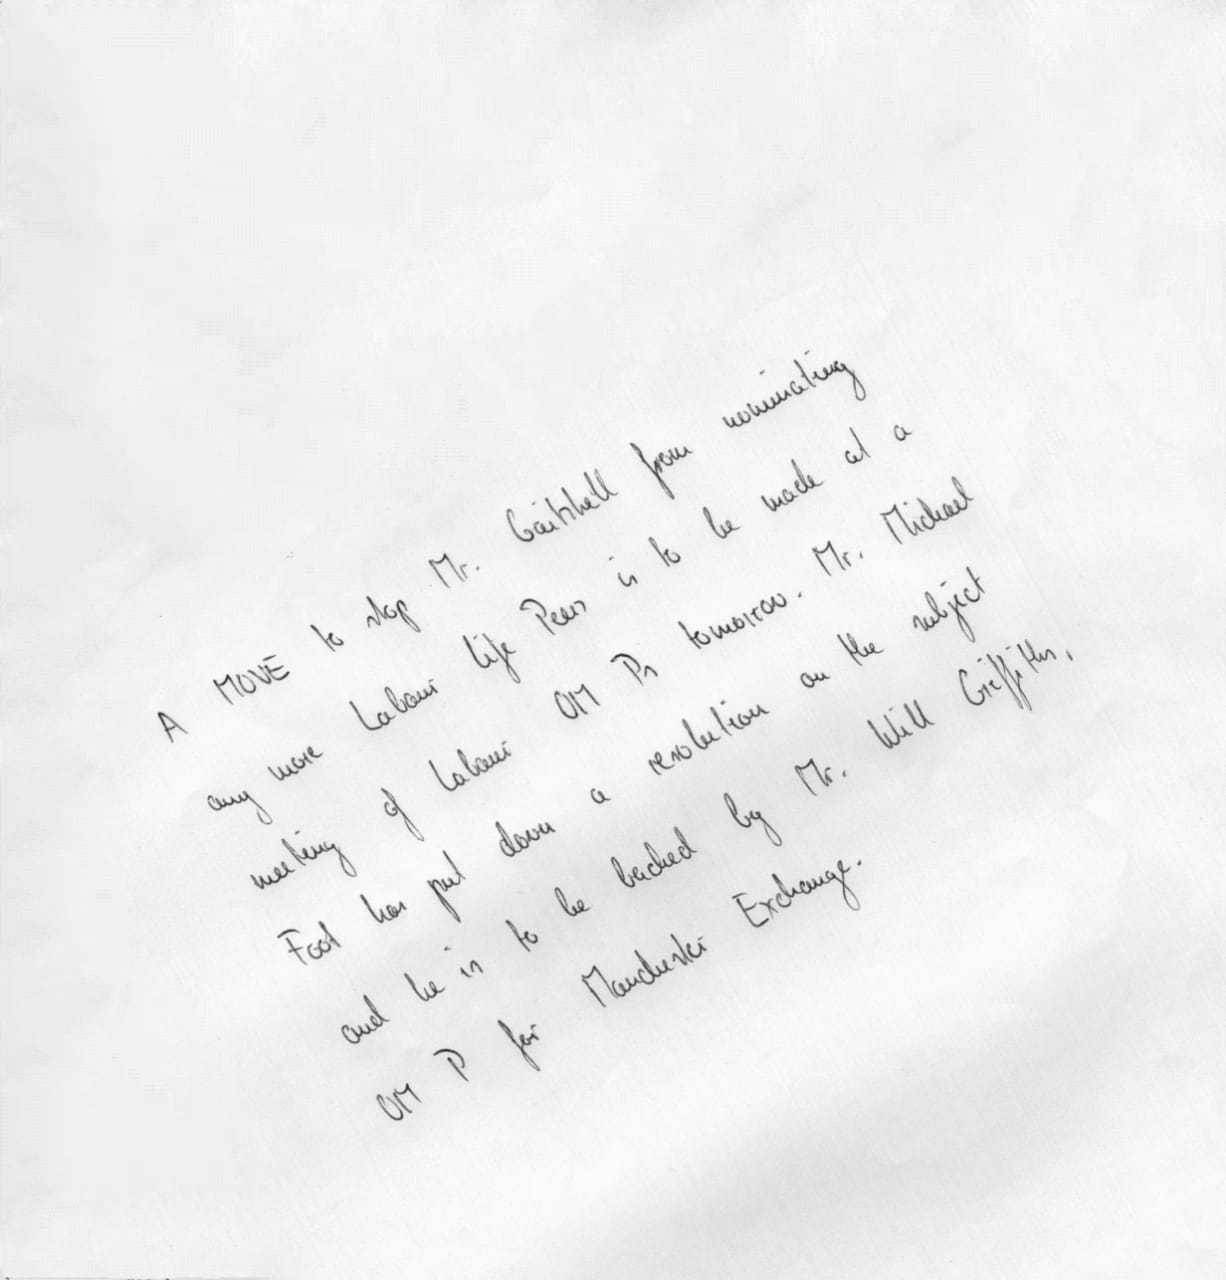 A MOVE to stop Mr. Gaitskell from nominating
any more Labour Life Peers is to be made at a
meeting of Labour OM Ps tomorrow. Mr. Michael
Foot has put down a resolution on the subject
and he is to be backed by Mr. Will Griffiths,
OM P for Manchester Exchange.